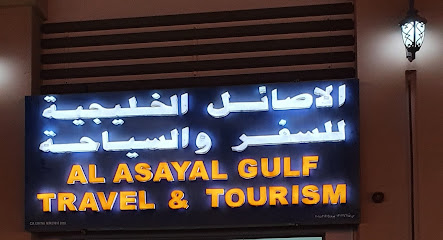 الاصائل الخليجية
للسفر والسياحة
AL ASAYAL GULF
TRAVEL & TOURISM